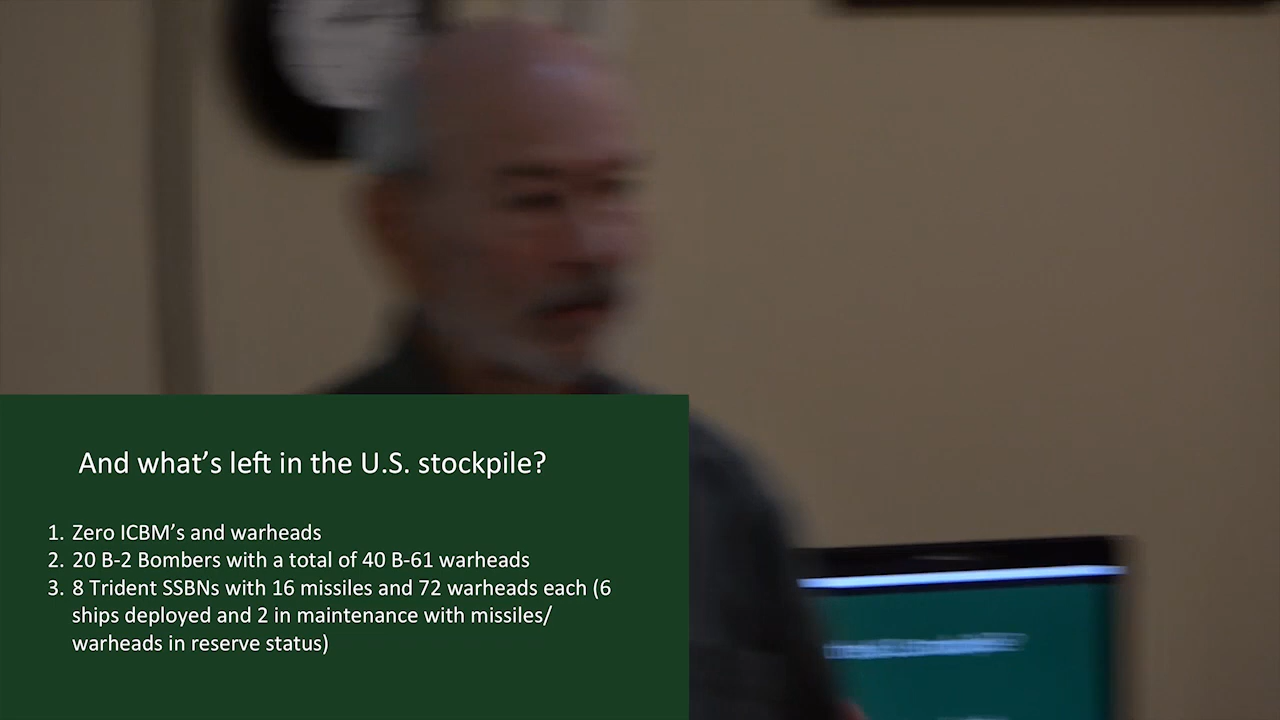 And what’s left in the U.S. stockpile?
1. Zero ICBM’s and warheads
2. 20 B-2 Bombers with a total of 40 B-61 warheads
3. 8 Trident SSBNs with 16 missiles and 72 warheads each (6
ships deployed and 2 in maintenance with missiles/
warheads in reserve status)